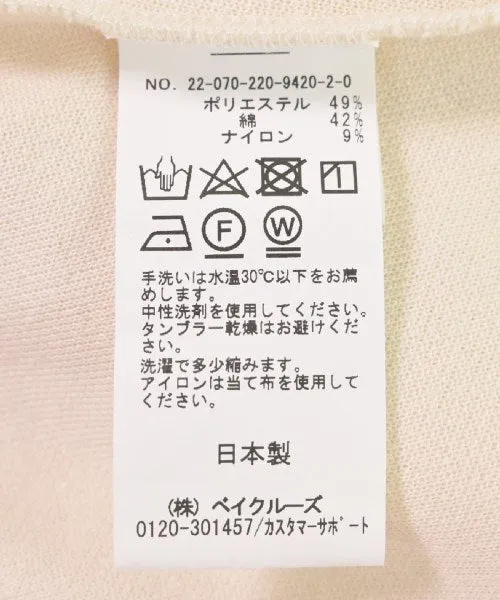 NO. 22-070-220-9420-2-0
ポリエステル 49%
綿 42%
ナイロン 9%
F W
手洗いは水温30℃以下をお薦
めします。
中性洗剤を使用してください。
タンブラー乾燥はお避けくだ
さい。
洗濯で多少縮みます。
アイロンは当て布を使用して
ください。
日本製
(株) ベイクルーズ
0120-301457/カスタマーサポート